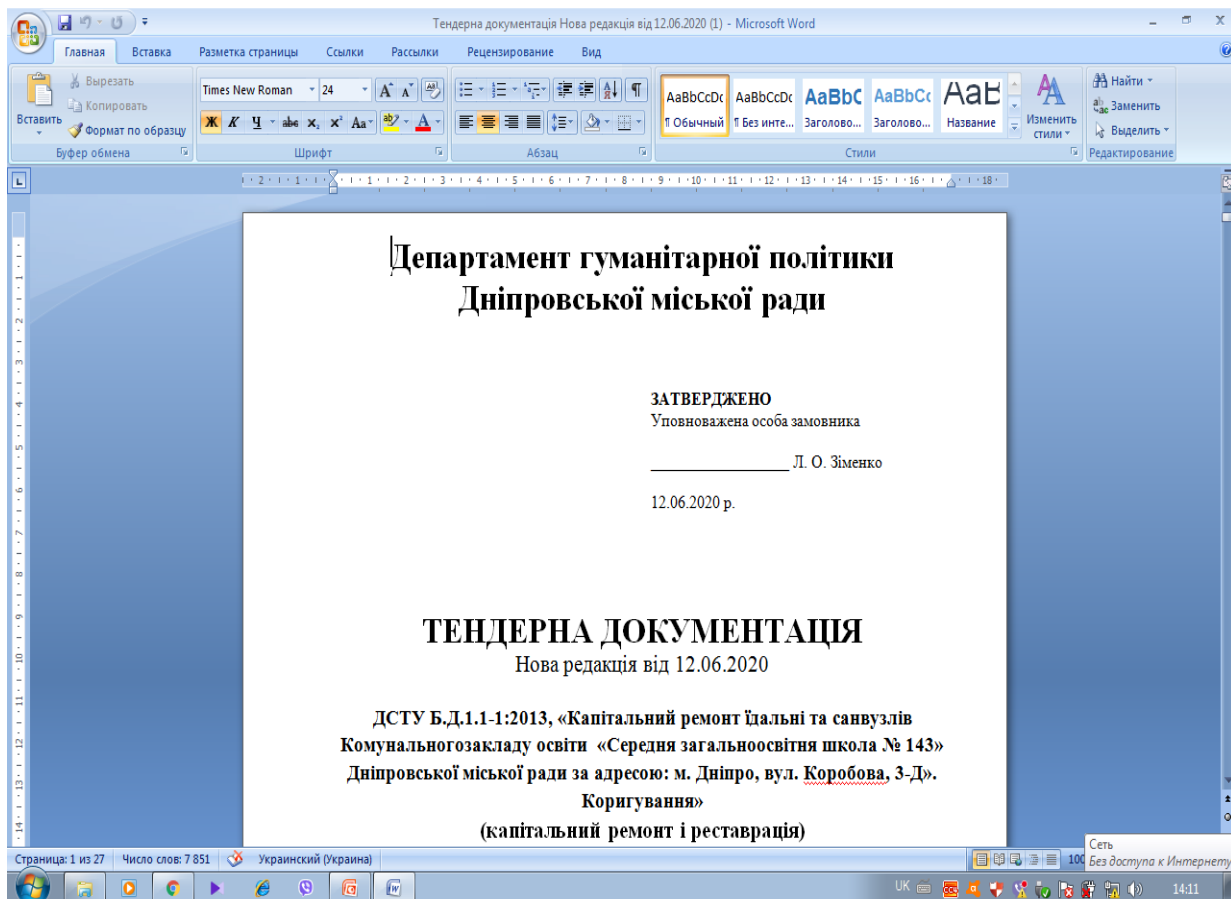 Тендерна документація Нова редакція від 12.06.2020 (1) - Microsoft Word
Главная Вставка Разметка страницы Ссылки Рассылки Рецензирование Вид
Вставить
Вырезать
Копировать
Формат по образцу
Буфер обмена
Times New Roman 24
Ж К Ч abc x, x² Aa
Шрифт
Абзац
AaBbCcDc AaBbCcDc AaBbC AaBbCc AaB
¶ Обычный ¶ Без инте... Заголово... Заголово... Название
Изменить стили
Стили
Найти
Заменить
Выделить
Редактирование
Департамент гуманітарної політики
Дніпровської міської ради
ЗАТВЕРДЖЕНО
Уповноважена особа замовника
____________________ Л. О. Зіменко
12.06.2020 р.
ТЕНДЕРНА ДОКУМЕНТАЦІЯ
Нова редакція від 12.06.2020
ДСТУ Б.Д.1.1-1:2013, «Капітальний ремонт їдальні та санвузлів
Комунальногозакладу освіти «Середня загальноосвітня школа № 143»
Дніпровської міської ради за адресою: м. Дніпро, вул. Коробова, 3-Д».
Коригування»
(капітальний ремонт і реставрація)
Страница: 1 из 27 Число слов: 7 851 Украинский (Украина) 100
Сеть
Без доступа к Интернету
UK 14:11